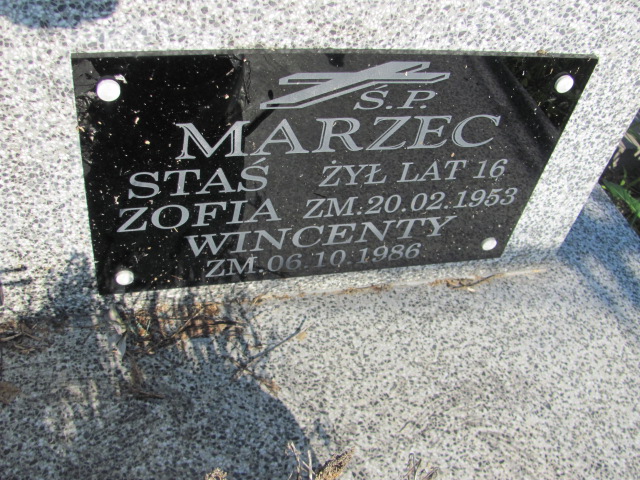 Ś.P.
MARZEC
STAŚ ŻYŁ LAT 16
ZOFIA ZM.20.02.1953
WINCENTY
ZM.06.10.1986